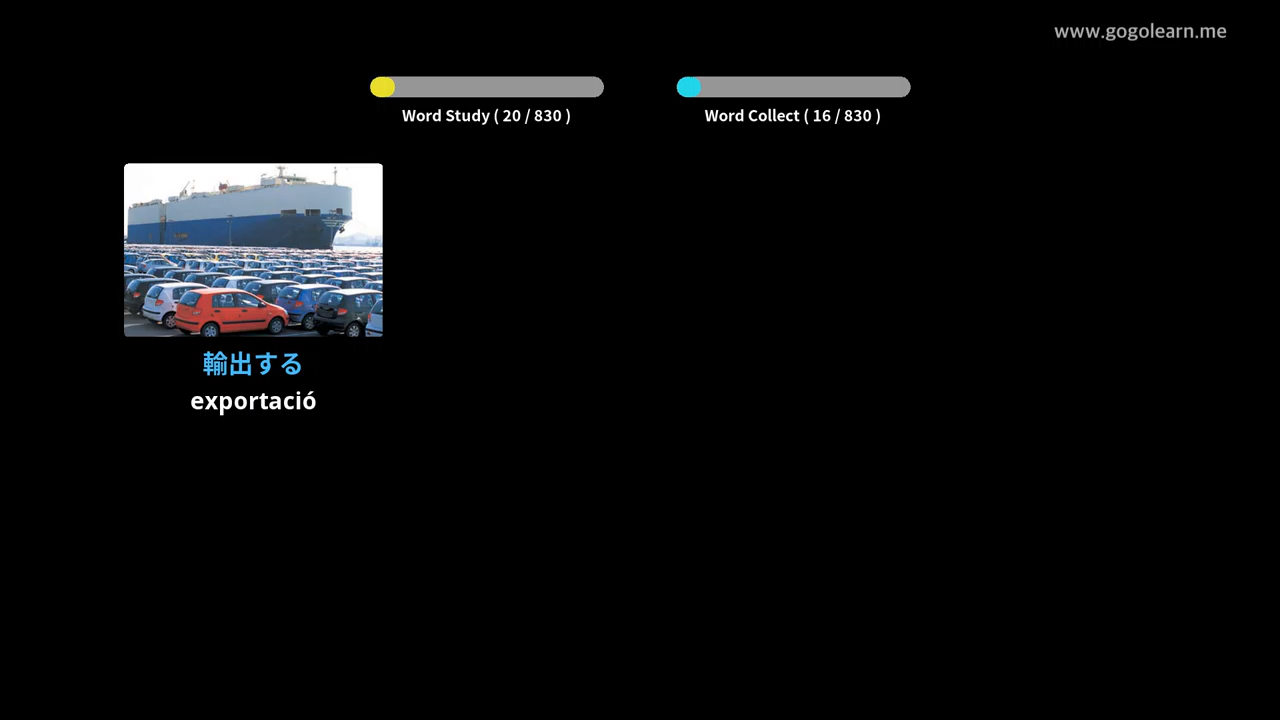 www.gogolearn.me
Word Study ( 20 / 830 )
Word Collect ( 16 / 830 )
輸出する
exportació